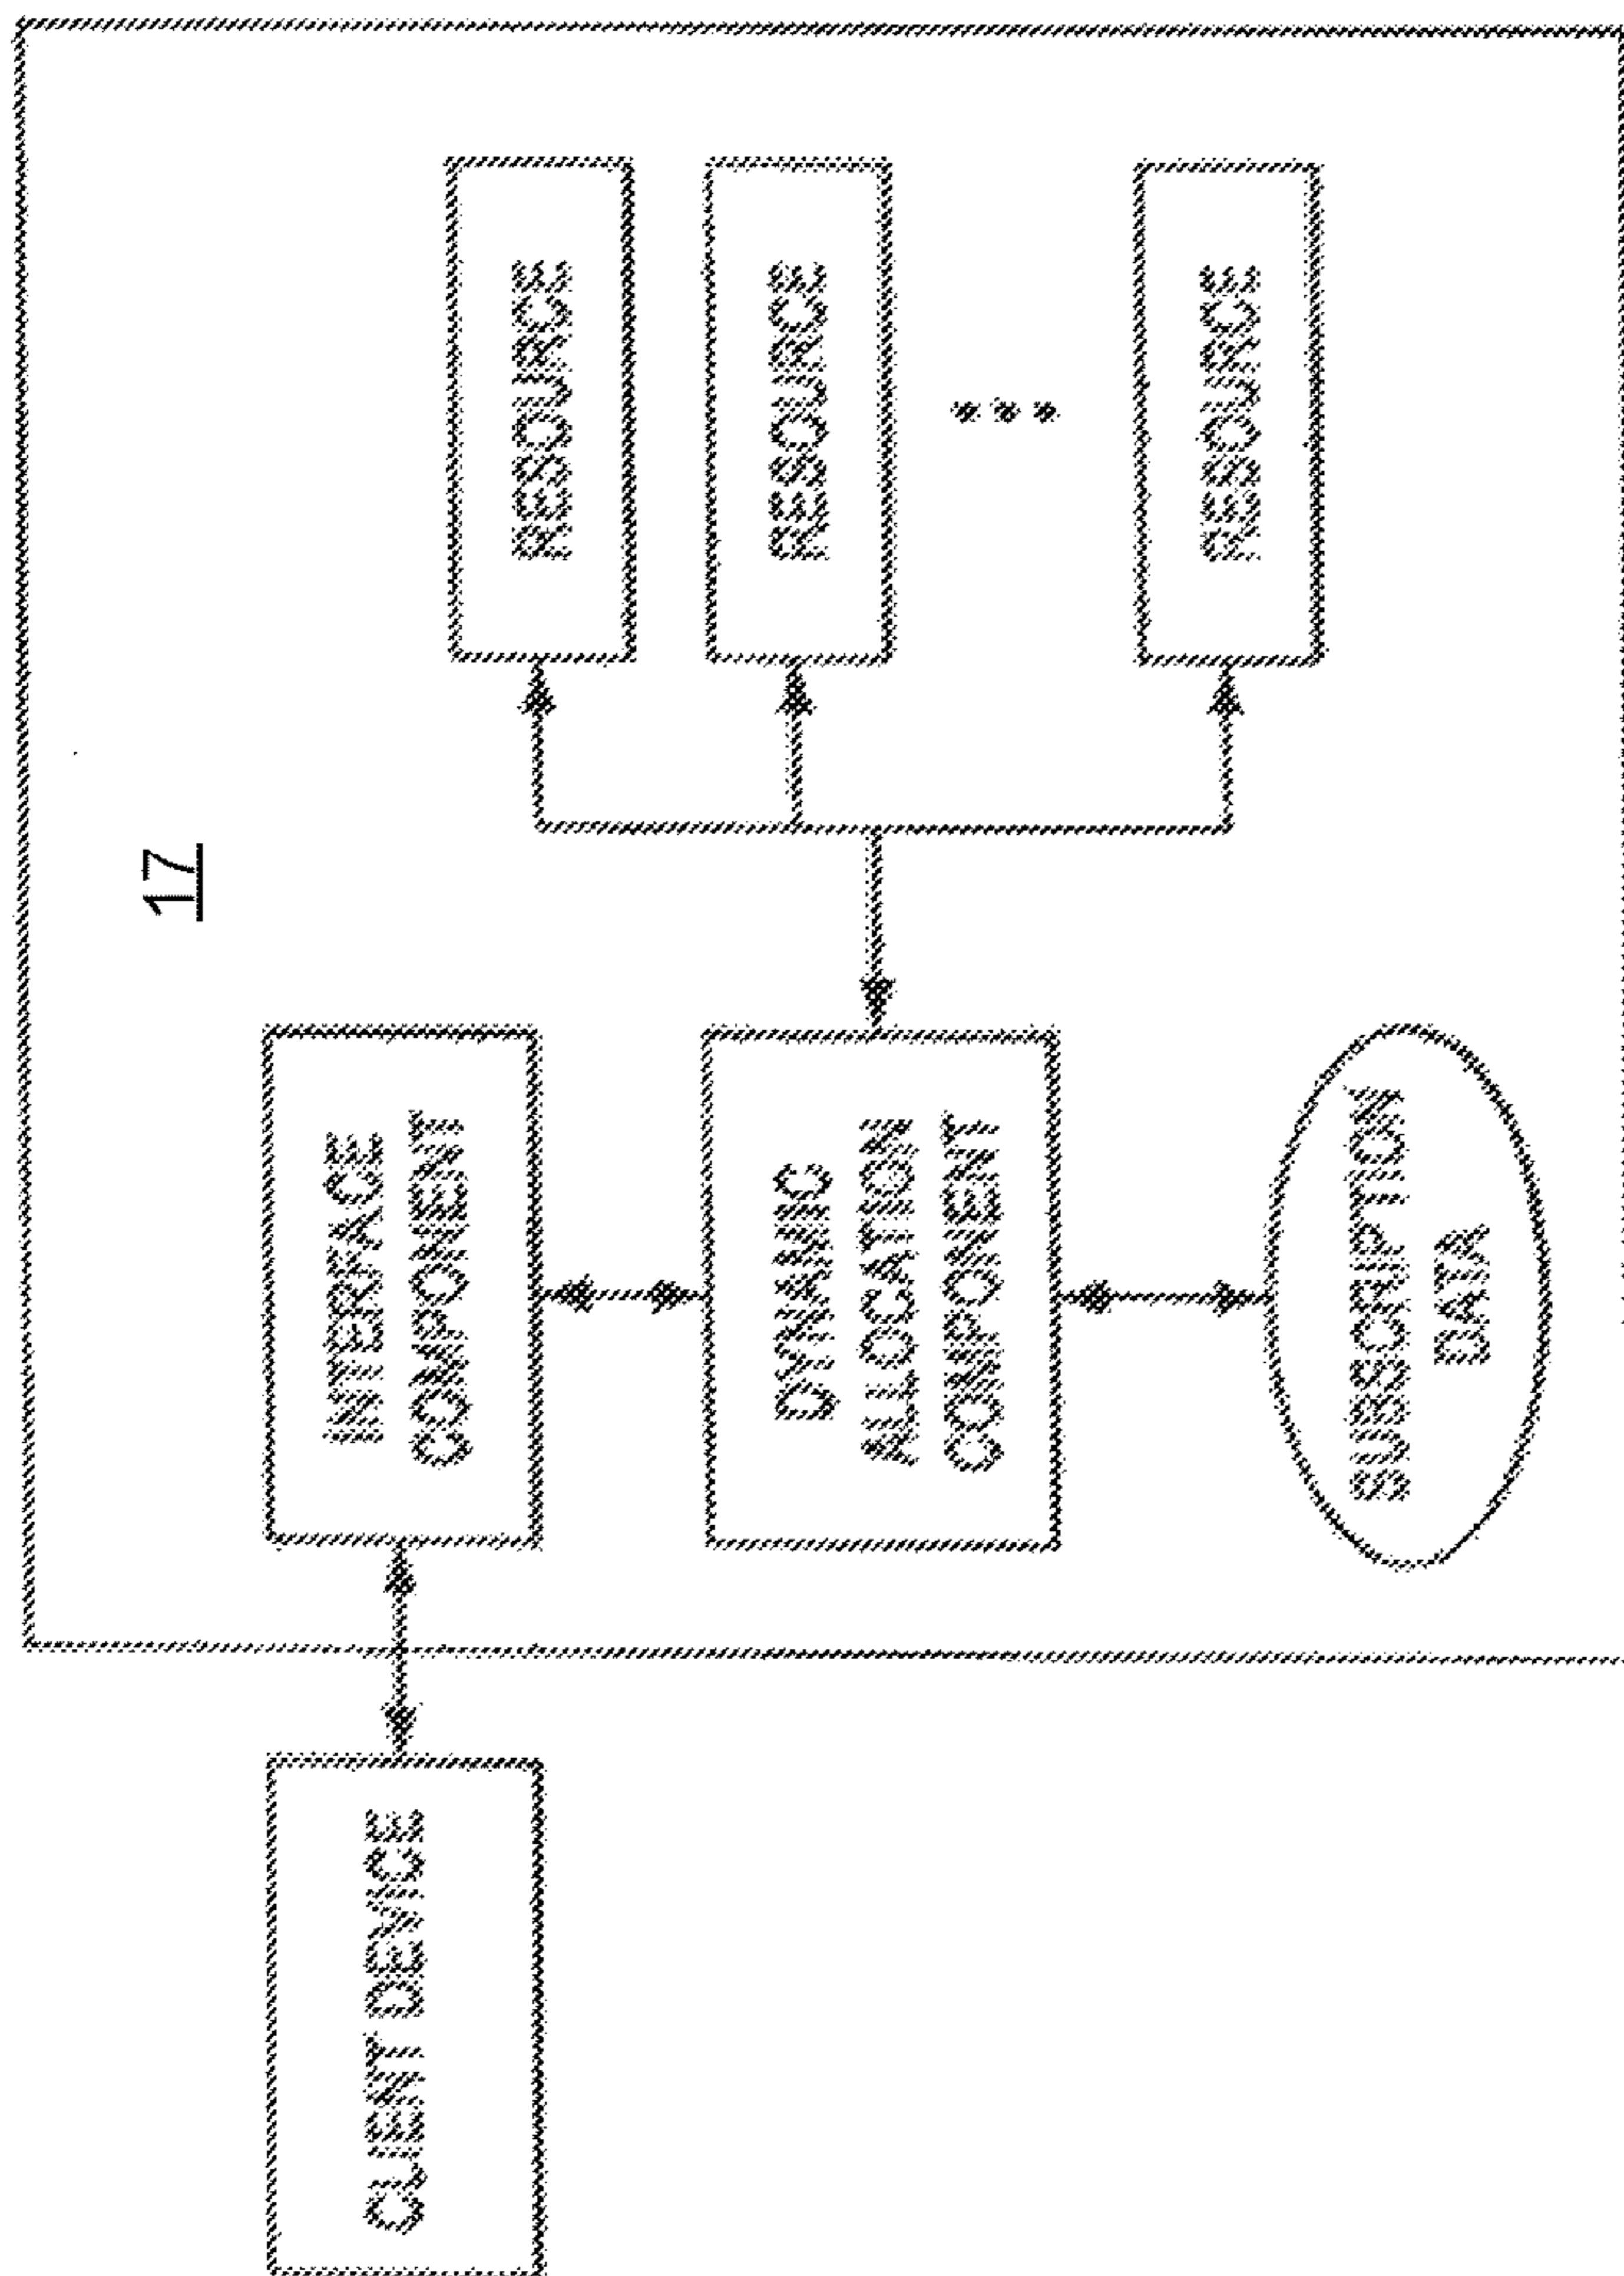 17
CLIENT DEVICE
INTERFACE
COMPONENT
DYNAMIC
ALLOCATION
COMPONENT
SUBSCRIPTION
DATA
RESOURCE
RESOURCE
RESOURCE